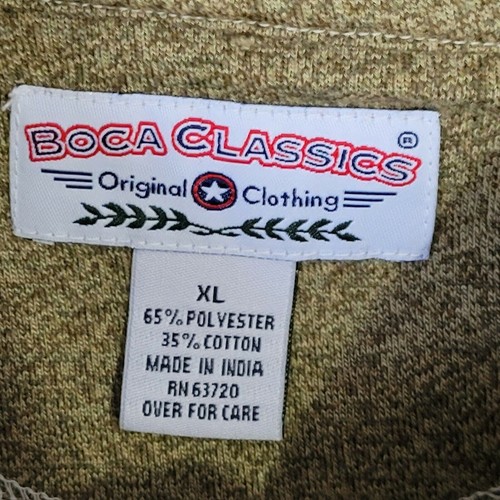 BOCA CLASSICS ®
Original Clothing
XL
65% POLYESTER
35% COTTON
MADE IN INDIA
RN 63720
OVER FOR CARE